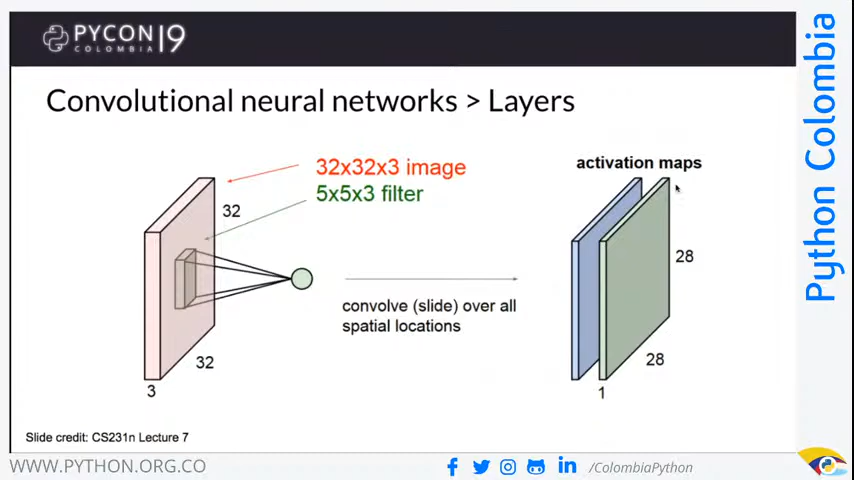 PYCON 19
COLOMBIA
Convolutional neural networks > Layers
32x32x3 image
5x5x3 filter
activation maps
32
28
convolve (slide) over all
spatial locations
32
28
3
1
Slide credit: CS231n Lecture 7
WWW.PYTHON.ORG.CO
/ColombiaPython
Python Colombia